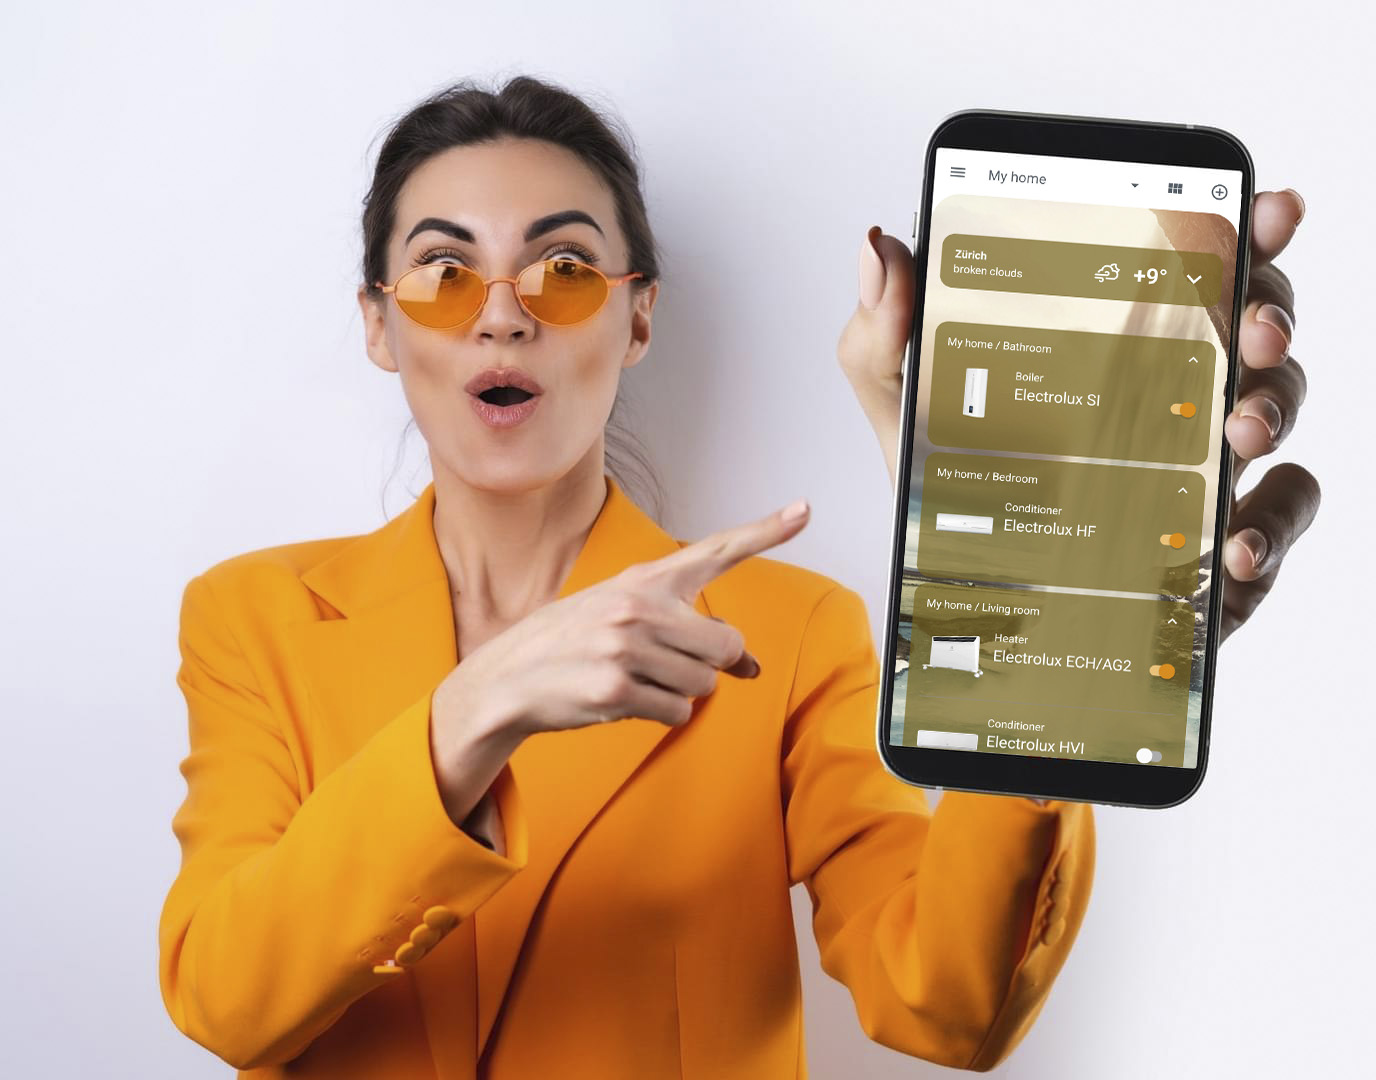 My home
Zürich
broken clouds
+9°
My home / Bathroom
Boiler
Electrolux SI
My home / Bedroom
Conditioner
Electrolux HF
My home / Living room
Heater
Electrolux ECH/AG2
Conditioner
Electrolux HVI